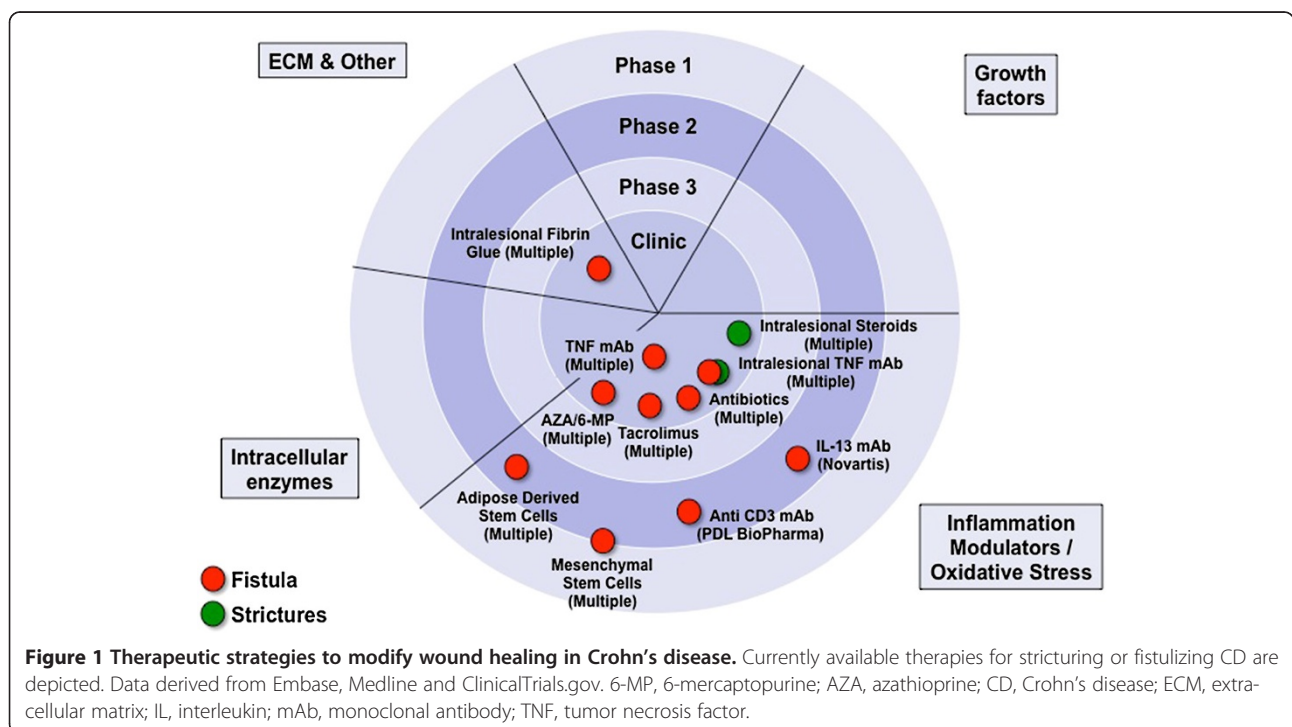 ECM & Other
Growth
factors
Phase 1
Phase 2
Phase 3
Clinic
Intralesional Fibrin
Glue (Multiple)
Intralesional Steroids
(Multiple)
TNF mAb
(Multiple)
Intralesional TNF mAb
(Multiple)
AZA/6-MP
(Multiple)
Tacrolimus
(Multiple)
Antibiotics
(Multiple)
IL-13 mAb
(Novartis)
Intracellular
enzymes
Adipose Derived
Stem Cells
(Multiple)
Mesenchymal
Stem Cells
(Multiple)
Anti CD3 mAb
(PDL BioPharma)
Inflammation
Modulators /
Oxidative Stress
Fistula
Strictures
Figure 1 Therapeutic strategies to modify wound healing in Crohn's disease. Currently available therapies for stricturing or fistulizing CD are
depicted. Data derived from Embase, Medline and ClinicalTrials.gov. 6-MP, 6-mercaptopurine; AZA, azathioprine; CD, Crohn's disease; ECM, extra-
cellular matrix; IL, interleukin; mAb, monoclonal antibody; TNF, tumor necrosis factor.